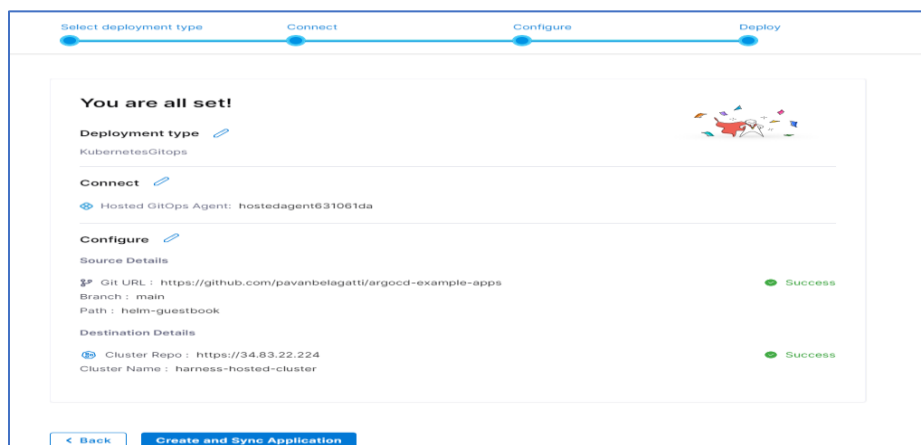 Select deployment type
Connect
Configure
Deploy
You are all set!
Deployment type
KubernetesGitops
Connect
Hosted GitOps Agent: hostedagent631061da
Configure
Source Details
Git URL : https://github.com/pavanbelagatti/argocd-example-apps
Success
Branch : main
Path : helm-guestbook
Destination Details
Cluster Repo : https://34.83.22.224
Success
Cluster Name : harness-hosted-cluster
< Back
Create and Sync Application